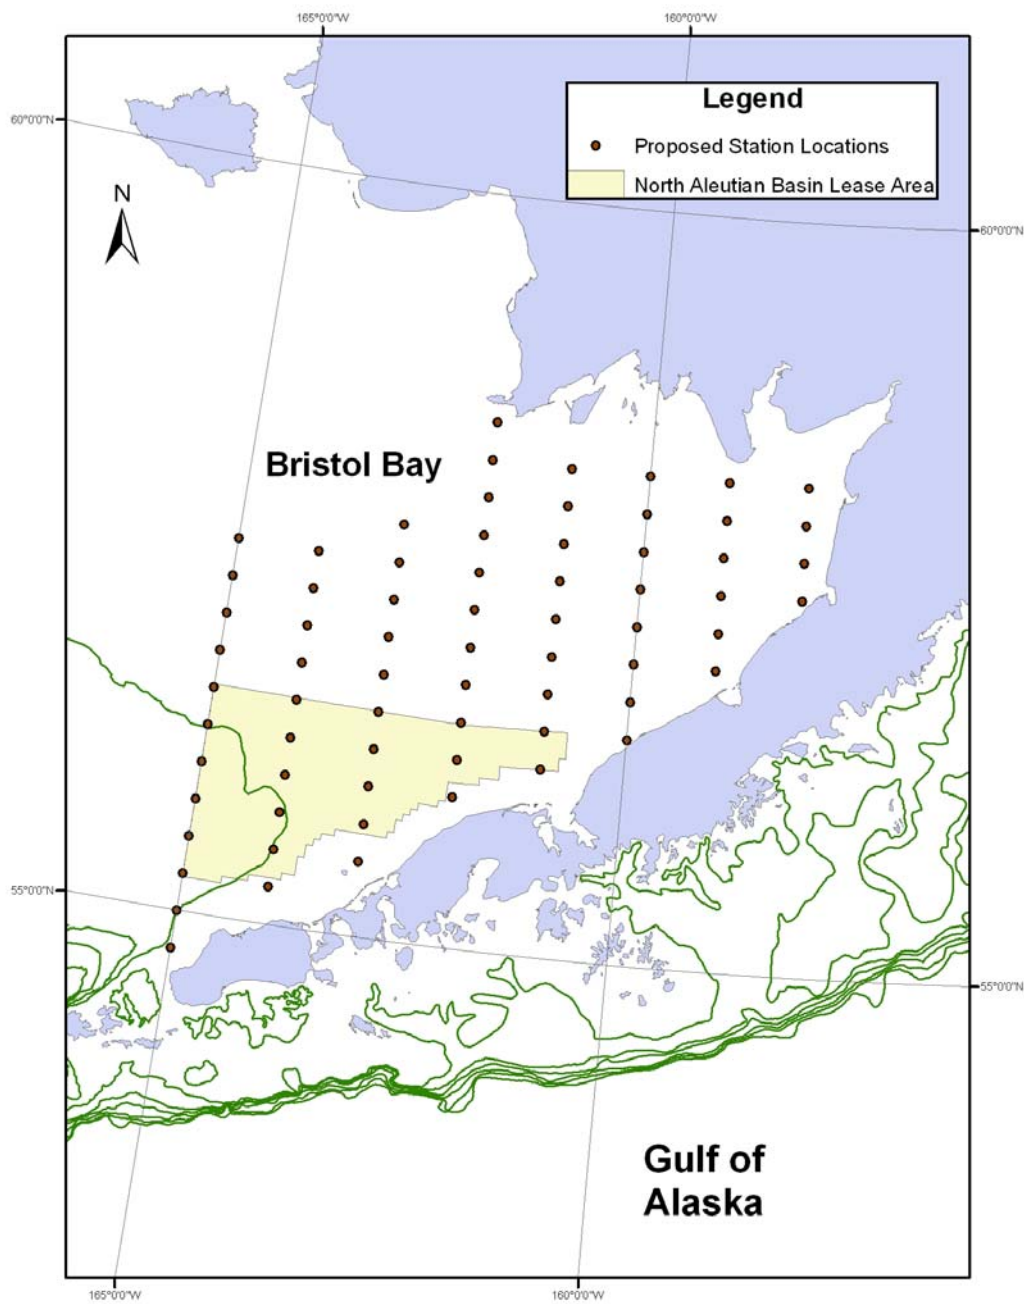 165°0'0"W
160°0'0"W
Legend
Proposed Station Locations
North Aleutian Basin Lease Area
60°0'0"N
N
60°0'0"N
Bristol Bay
55°0'0"N
55°0'0"N
Gulf of
Alaska
165°0'0"W
160°0'0"W